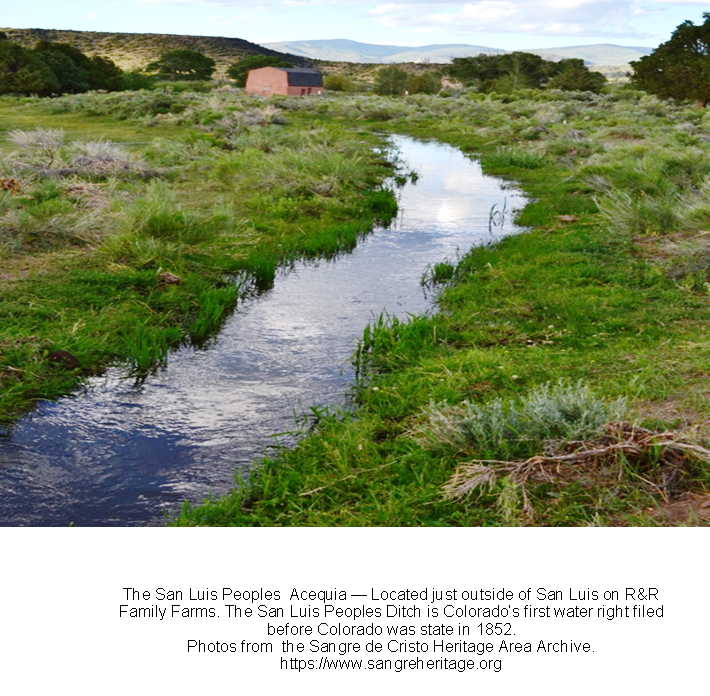 The San Luis Peoples  Acequia — Located just outside of San Luis on R&R
Family Farms. The San Luis Peoples Ditch is Colorado's first water right filed
before Colorado was state in 1852.
Photos from  the Sangre de Cristo Heritage Area Archive.
https://www.sangreheritage.org